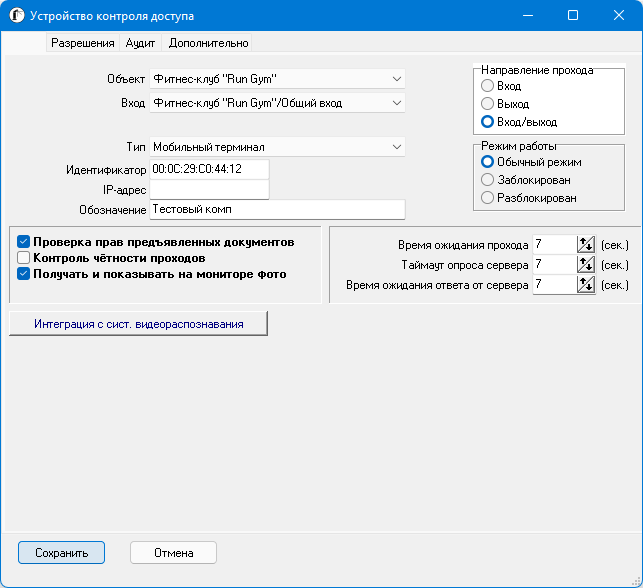 Устройство контроля доступа
Разрешения Аудит Дополнительно
Объект Фитнес-клуб "Run Gym"
Вход Фитнес-клуб "Run Gym"/Общий вход
Тип Мобильный терминал
Идентификатор 00:0C:29:C0:44:12
IP-адрес
Обозначение Тестовый комп
Направление прохода
Вход
Выход
Вход/выход
Режим работы
Обычный режим
Заблокирован
Разблокирован
Проверка прав предъявленных документов
Контроль чётности проходов
Получать и показывать на мониторе фото
Время ожидания прохода 7 (сек.)
Таймаут опроса сервера 7 (сек.)
Время ожидания ответа от сервера 7 (сек.)
Интеграция с сист. видеораспознавания
Сохранить Отмена